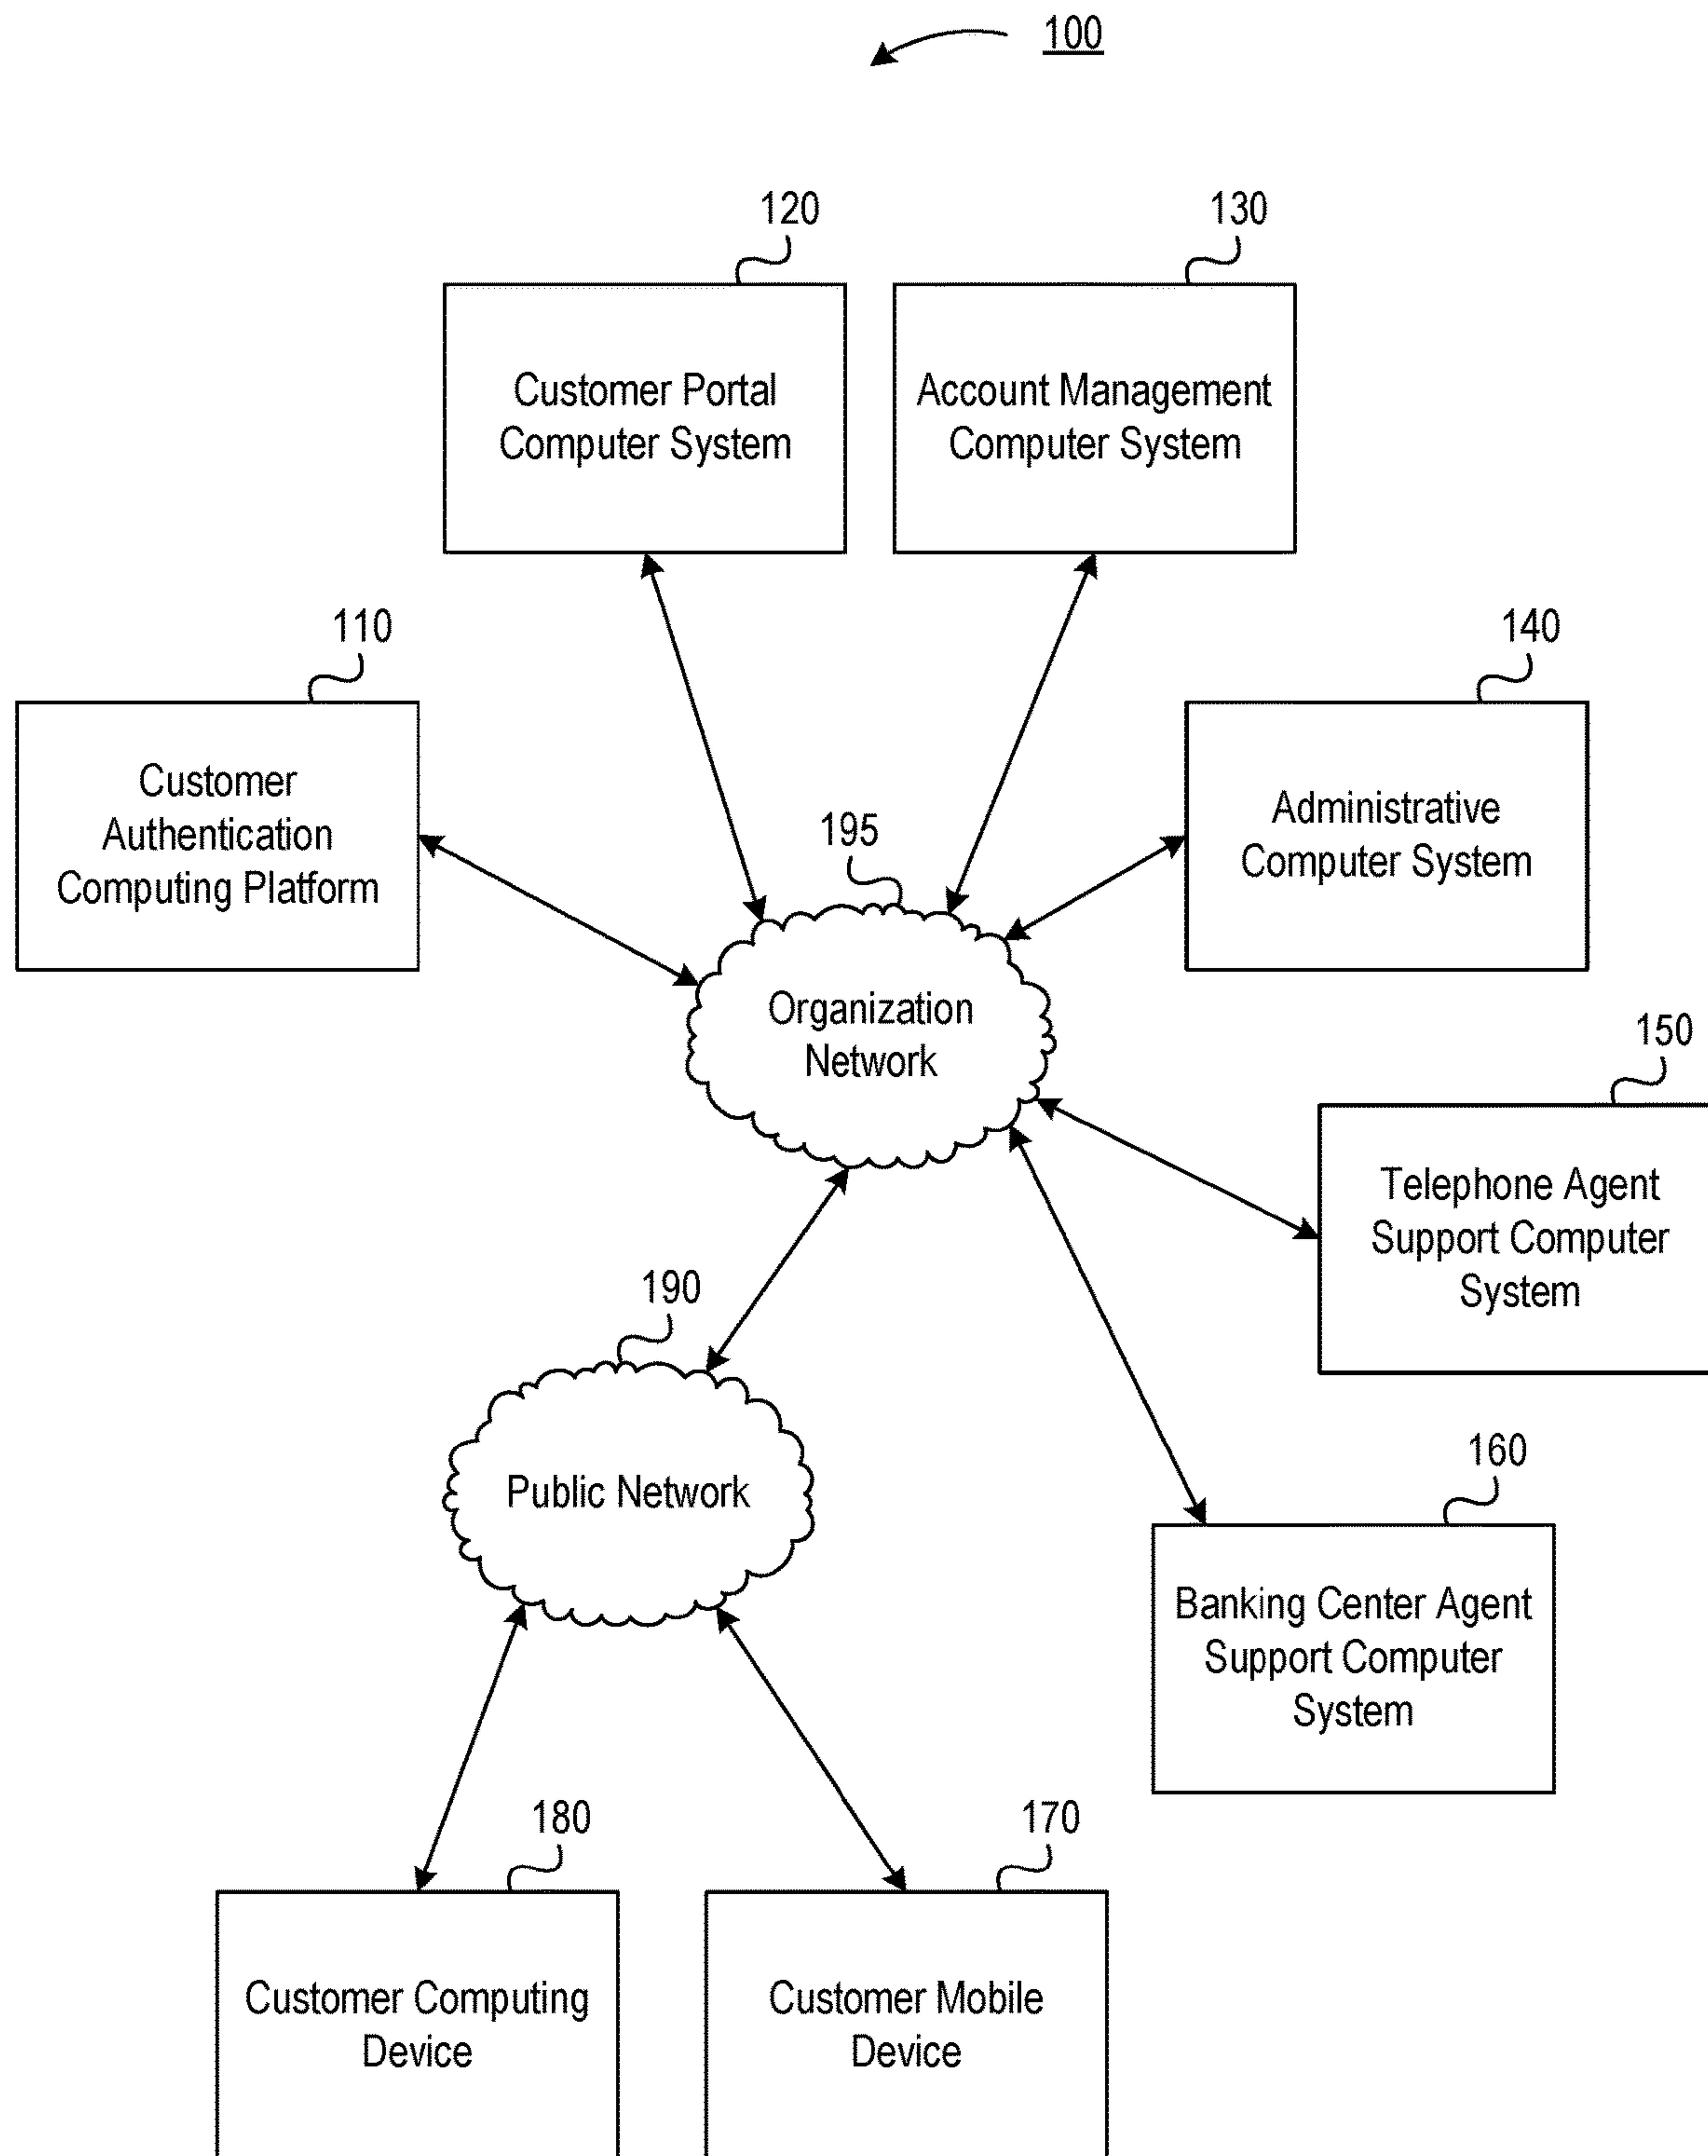 100
120
130
Customer Portal
Computer System
Account Management
Computer System
110
140
Customer
Authentication
Computing Platform
Administrative
Computer System
195
Organization
Network
150
Telephone Agent
Support Computer
System
190
Public Network
160
Banking Center Agent
Support Computer
System
180
170
Customer Computing
Device
Customer Mobile
Device